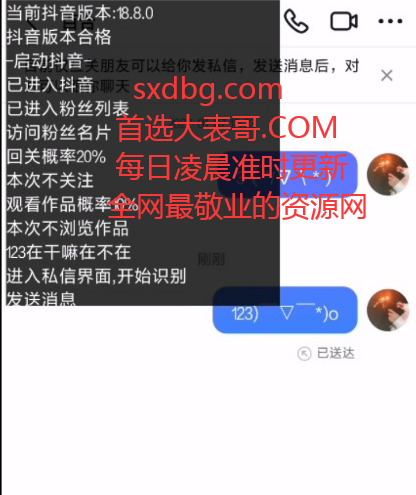 当前抖音版本:18.8.0
抖音版本合格
-启动抖音-
关朋友可以给你发私信，发送消息后，对
聊天
已进入抖音
已进入粉丝列表
访问粉丝名片
回关概率20%
本次不关注
观看作品概率10%
本次不浏览作品
123在干嘛在不在
进入私信界面,开始识别
发送消息
sxdbg.com
首选大表哥.COM
每日凌晨准时更新
全网最敬业的资源网
刚刚
123)￣▽￣*)o
已送达